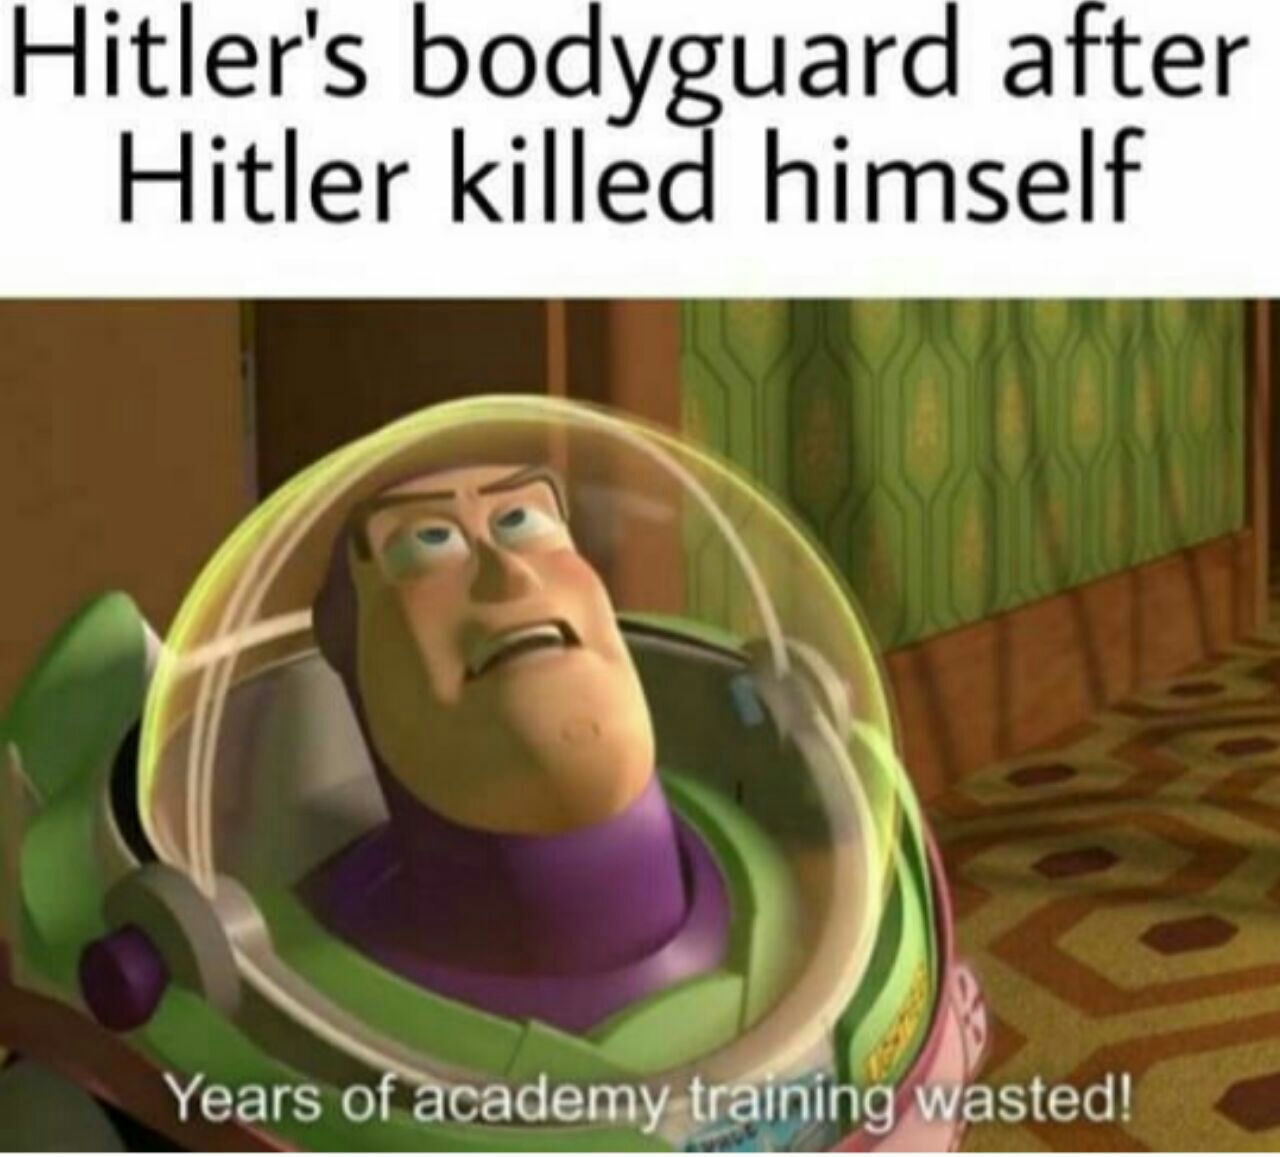 Hitler's bodyguard after
Hitler killed himself
Years of academy training wasted!